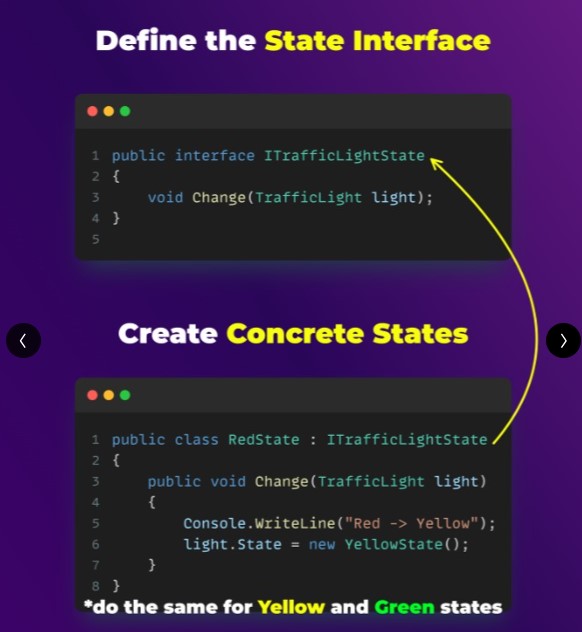 Define the State Interface
1 public interface ITrafficLightState
2 {
3     void Change(TrafficLight light);
4 }
5
Create Concrete States
1 public class RedState : ITrafficLightState
2 {
3     public void Change(TrafficLight light)
4     {
5         Console.WriteLine("Red -> Yellow");
6         light.State = new YellowState();
7     }
8 }
*do the same for Yellow and Green states